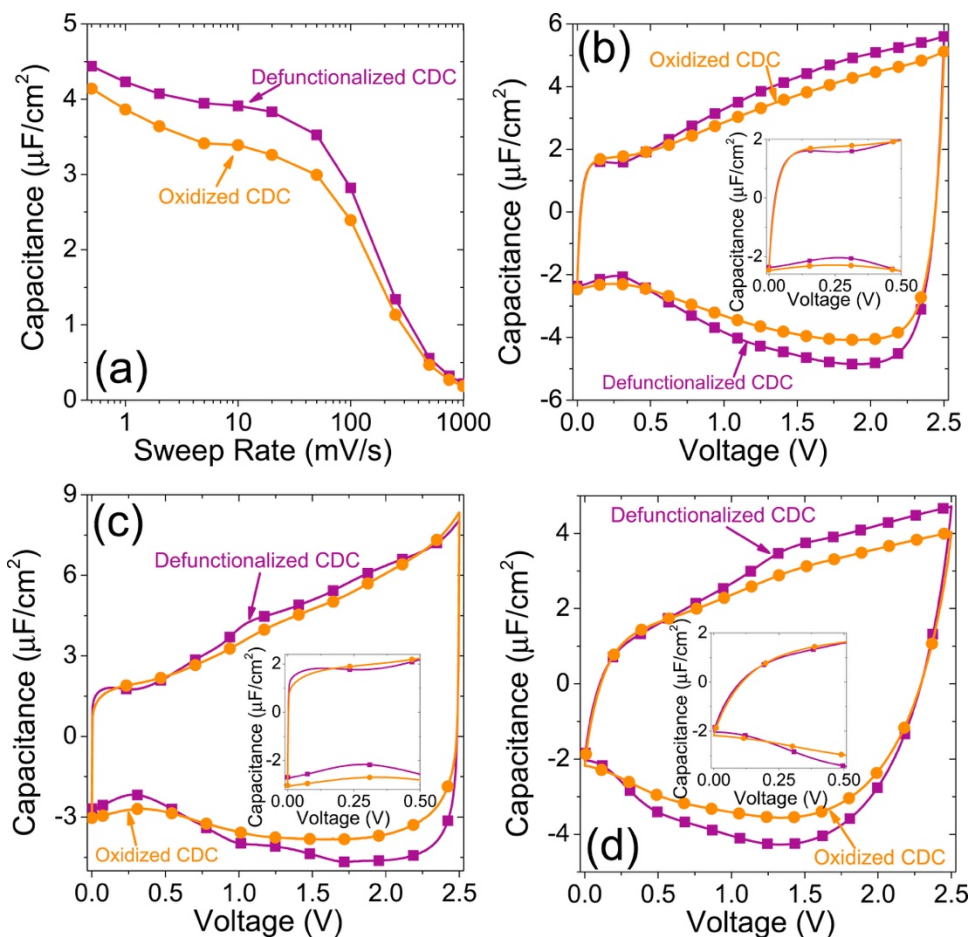 (a)
Capacitance (μF/cm²)
5
4
3
2
1
0
Defunctionalized CDC
Oxidized CDC
1
10
100
1000
Sweep Rate (mV/s)
(b)
Capacitance (μF/cm²)
6
4
2
0
-2
-4
-6
Oxidized CDC
Defunctionalized CDC
Capacitance (μF/cm²)
2
0
-2
0.00
0.25
0.50
Voltage (V)
0.0
0.5
1.0
1.5
2.0
2.5
Voltage (V)
(c)
Capacitance (μF/cm²)
9
6
3
0
-3
Defunctionalized CDC
Oxidized CDC
Capacitance (μF/cm²)
2
0
-2
0.00
0.25
0.50
Voltage (V)
0.0
0.5
1.0
1.5
2.0
2.5
Voltage (V)
(d)
Capacitance (μF/cm²)
4
2
0
-2
-4
Defunctionalized CDC
Oxidized CDC
Capacitance (μF/cm²)
2
0
-2
0.00
0.25
0.50
Voltage (V)
0.0
0.5
1.0
1.5
2.0
2.5
Voltage (V)